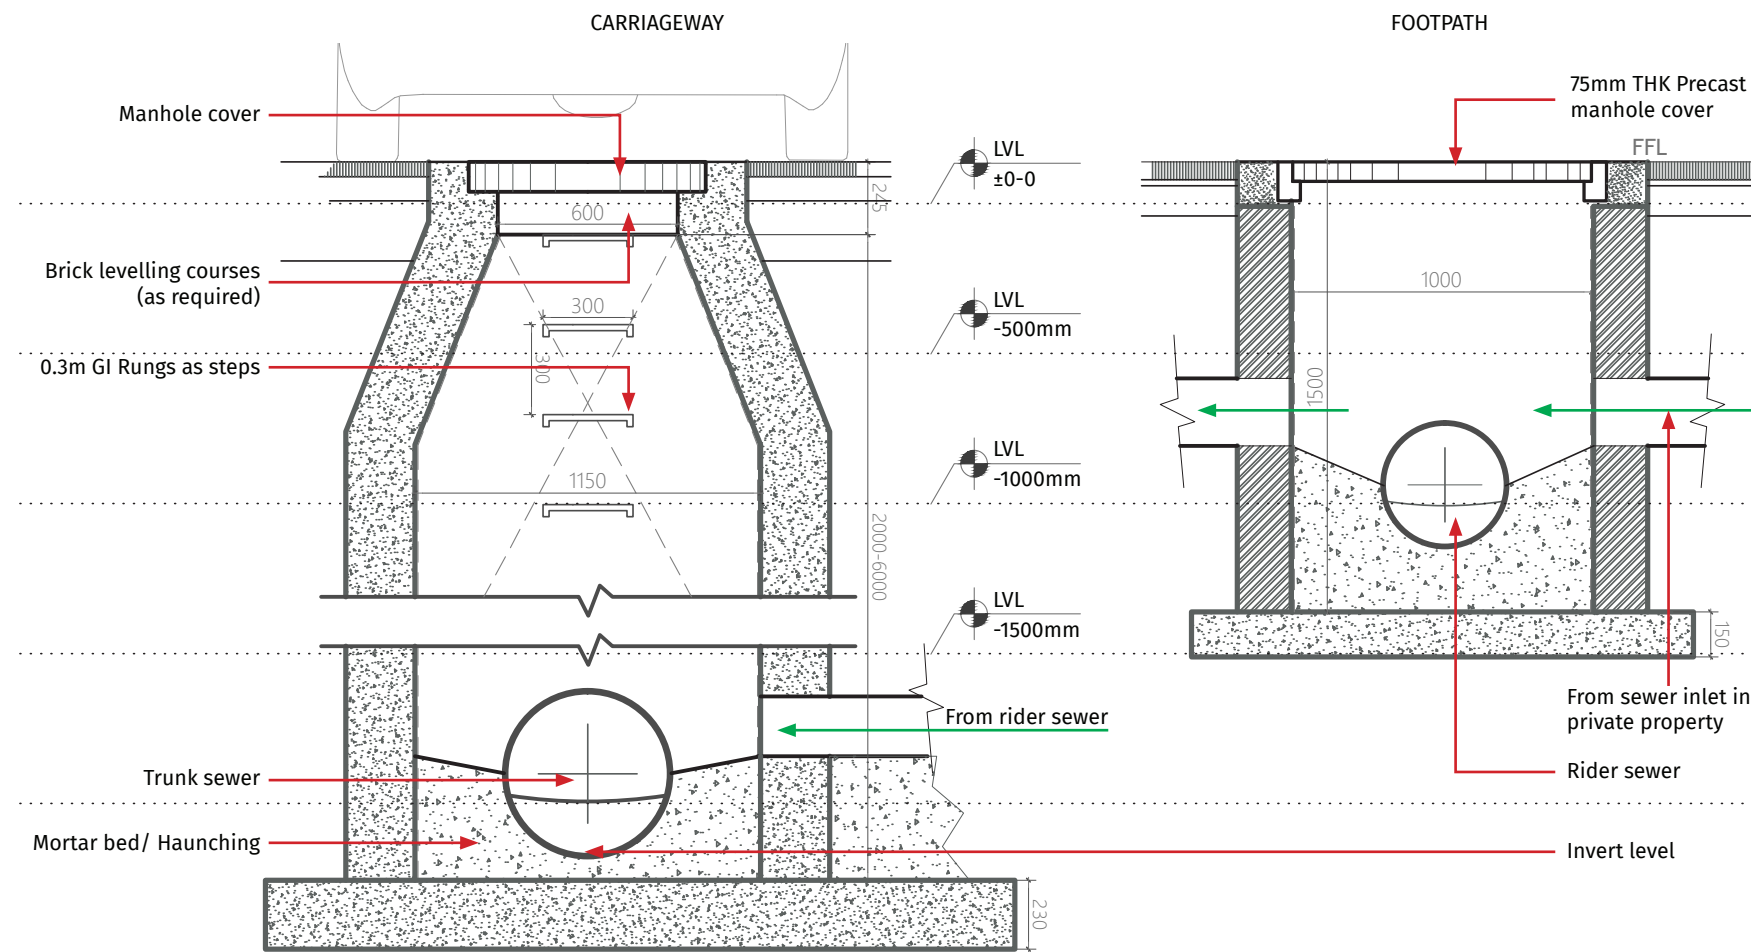 CARRIAGEWAY
FOOTPATH
Manhole cover
75mm THK Precast
manhole cover
FFL
LVL
±0-0
245
600
Brick levelling courses
(as required)
300
LVL
-500mm
1000
0.3m GI Rungs as steps
300
1500
LVL
-1000mm
1150
2000-6000
LVL
-1500mm
150
From rider sewer
From sewer inlet in
private property
Trunk sewer
Rider sewer
Mortar bed/ Haunching
Invert level
230